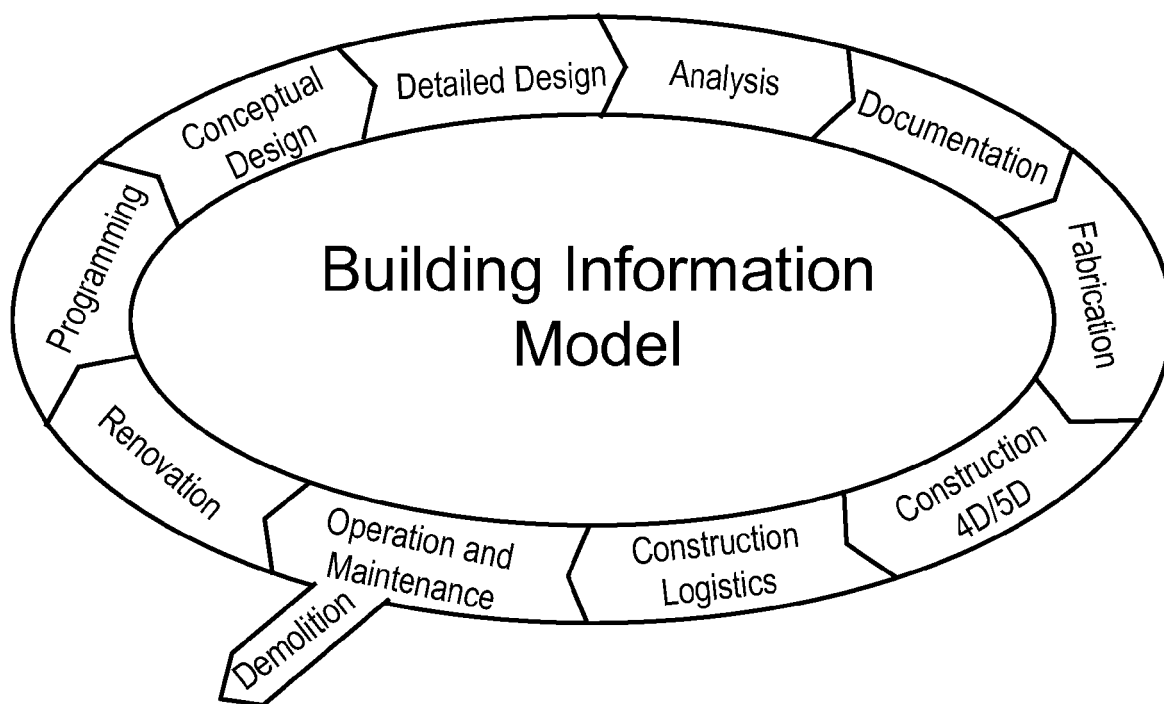 Building Information
Model
Programming
Conceptual
Design
Detailed Design
Analysis
Documentation
Fabrication
Construction
4D/5D
Construction
Logistics
Operation and
Maintenance
Demolition
Renovation